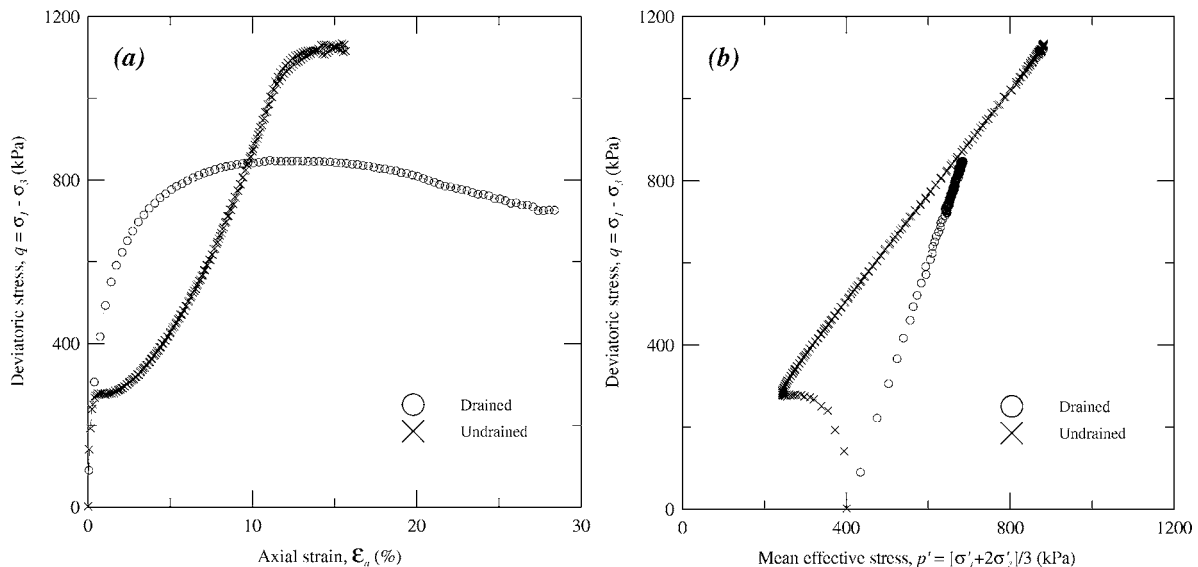 1200
(a)
800
400
0
Deviatoric stress, q = σ1 - σ3 (kPa)
Drained
Undrained
0
10
20
30
Axial strain, εa (%)
1200
(b)
800
400
0
Deviatoric stress, q = σ1 - σ3 (kPa)
Drained
Undrained
0
400
800
1200
Mean effective stress, p' = [σ'1+2σ'3]/3 (kPa)